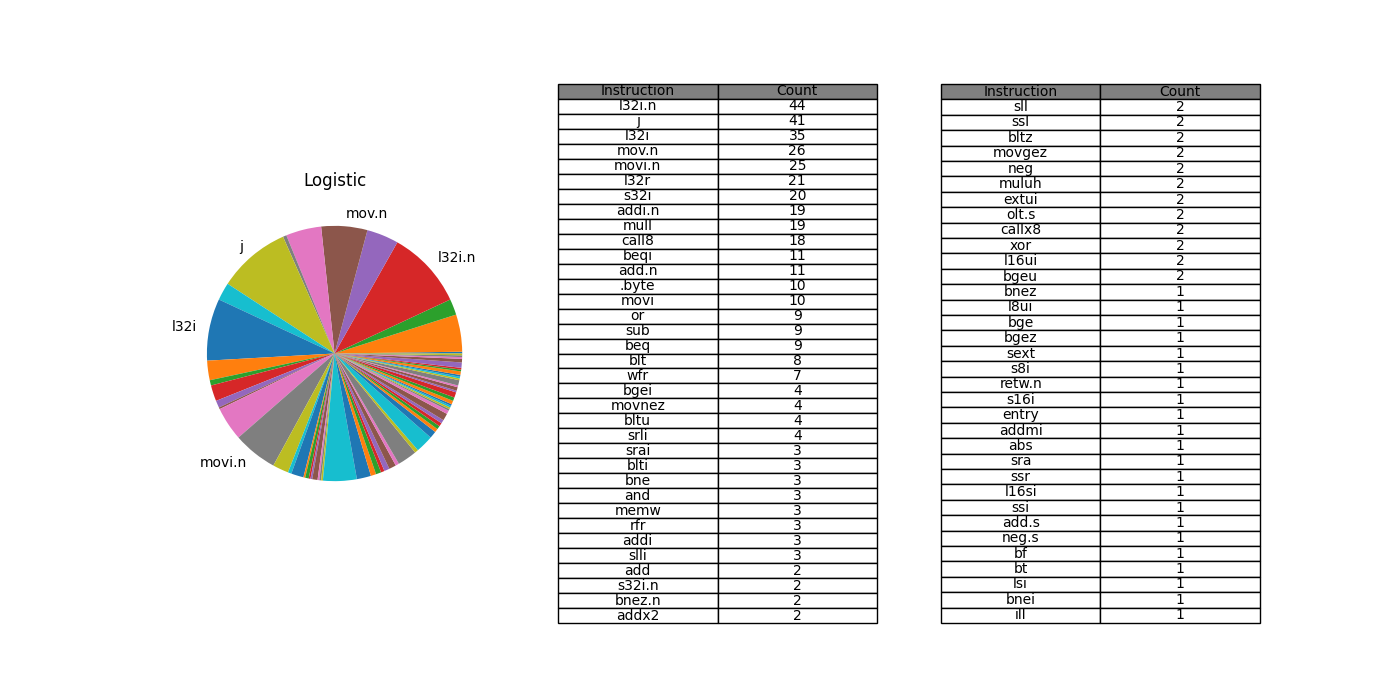 Logistic
mov.n
j
l32i.n
l32i
movi.n
Instruction Count
l32i.n 44
j 41
l32i 35
mov.n 26
movi.n 25
l32r 21
s32i 20
addi.n 19
mull 19
call8 18
beqi 11
add.n 11
.byte 10
movi 10
or 9
sub 9
beq 9
blt 8
wfr 7
bgei 4
movnez 4
bltu 4
srli 4
srai 3
blti 3
bne 3
and 3
memw 3
rfr 3
addi 3
slli 3
add 2
s32i.n 2
bnez.n 2
addx2 2
Instruction Count
sll 2
ssl 2
bltz 2
movgez 2
neg 2
muluh 2
extui 2
olt.s 2
callx8 2
xor 2
l16ui 2
bgeu 2
bnez 1
l8ui 1
bge 1
bgez 1
sext 1
s8i 1
retw.n 1
s16i 1
entry 1
addmi 1
abs 1
sra 1
ssr 1
l16si 1
ssi 1
add.s 1
neg.s 1
bf 1
bt 1
lsi 1
bnei 1
ill 1